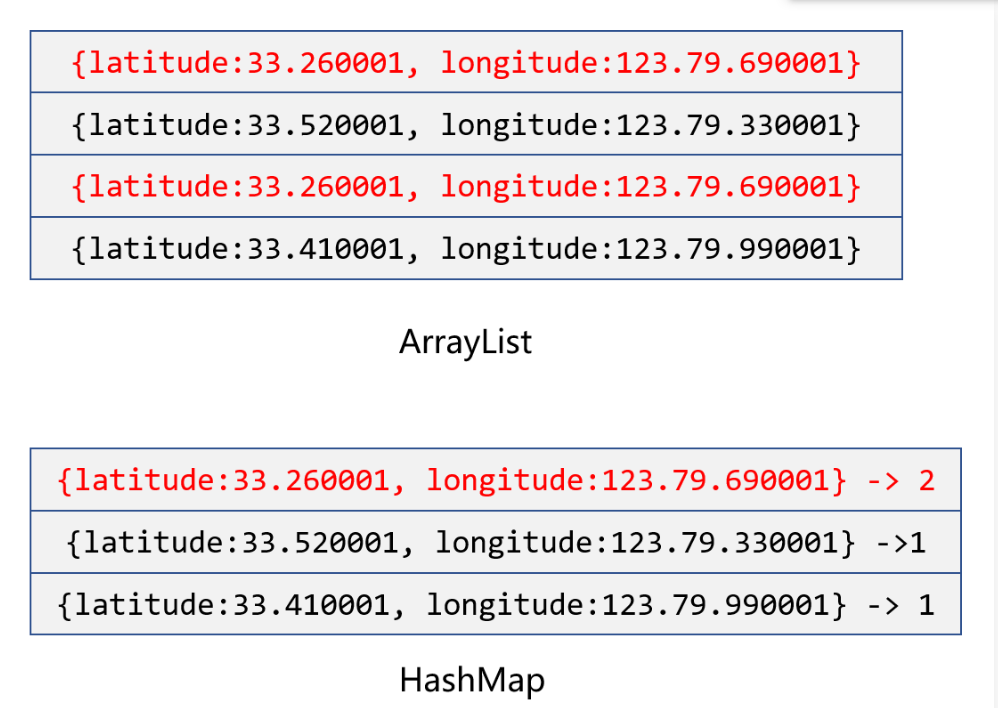 {latitude:33.260001, longitude:123.79.690001}
{latitude:33.520001, longitude:123.79.330001}
{latitude:33.260001, longitude:123.79.690001}
{latitude:33.410001, longitude:123.79.990001}
ArrayList
{latitude:33.260001, longitude:123.79.690001} -> 2
{latitude:33.520001, longitude:123.79.330001} ->1
{latitude:33.410001, longitude:123.79.990001} -> 1
HashMap